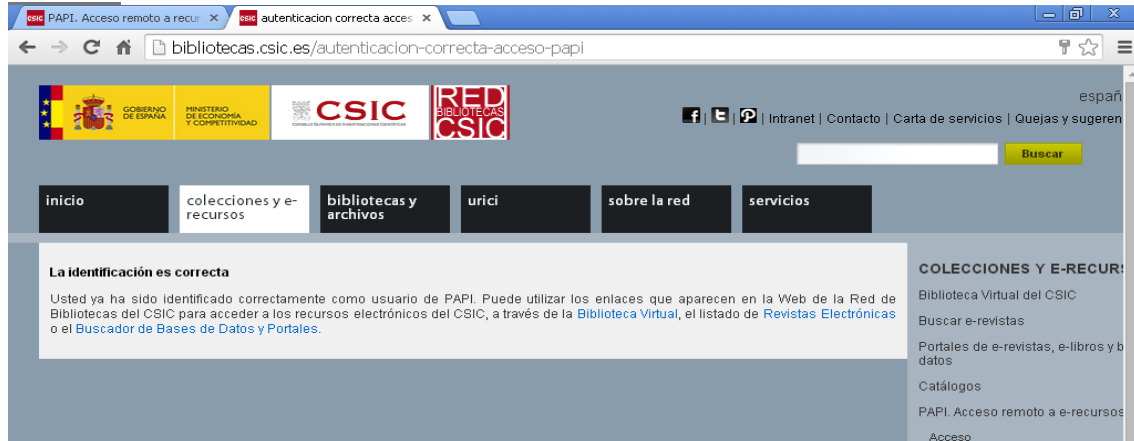 PAPI. Acceso remoto a recur
autenticacion correcta acces
bibliotecas.csic.es/autenticacion-correcta-acceso-papi
GOBIERNO
DE ESPAÑA
MINISTERIO
DE ECONOMÍA
Y COMPETITIVIDAD
CSIC
RED
BIBLIOTECAS
CSIC
españ
| Intranet | Contacto | Carta de servicios | Quejas y sugeren
Buscar
inicio
colecciones y e-
recursos
bibliotecas y
archivos
urici
sobre la red
servicios
La identificación es correcta
Usted ya ha sido identificado correctamente como usuario de PAPI. Puede utilizar los enlaces que aparecen en la Web de la Red de
Bibliotecas del CSIC para acceder a los recursos electrónicos del CSIC, a través de la Biblioteca Virtual, el listado de Revistas Electrónicas
o el Buscador de Bases de Datos y Portales.
COLECCIONES Y E-RECURS
Biblioteca Virtual del CSIC
Buscar e-revistas
Portales de e-revistas, e-libros y b
datos
Catálogos
PAPI. Acceso remoto a e-recursos
Acceso